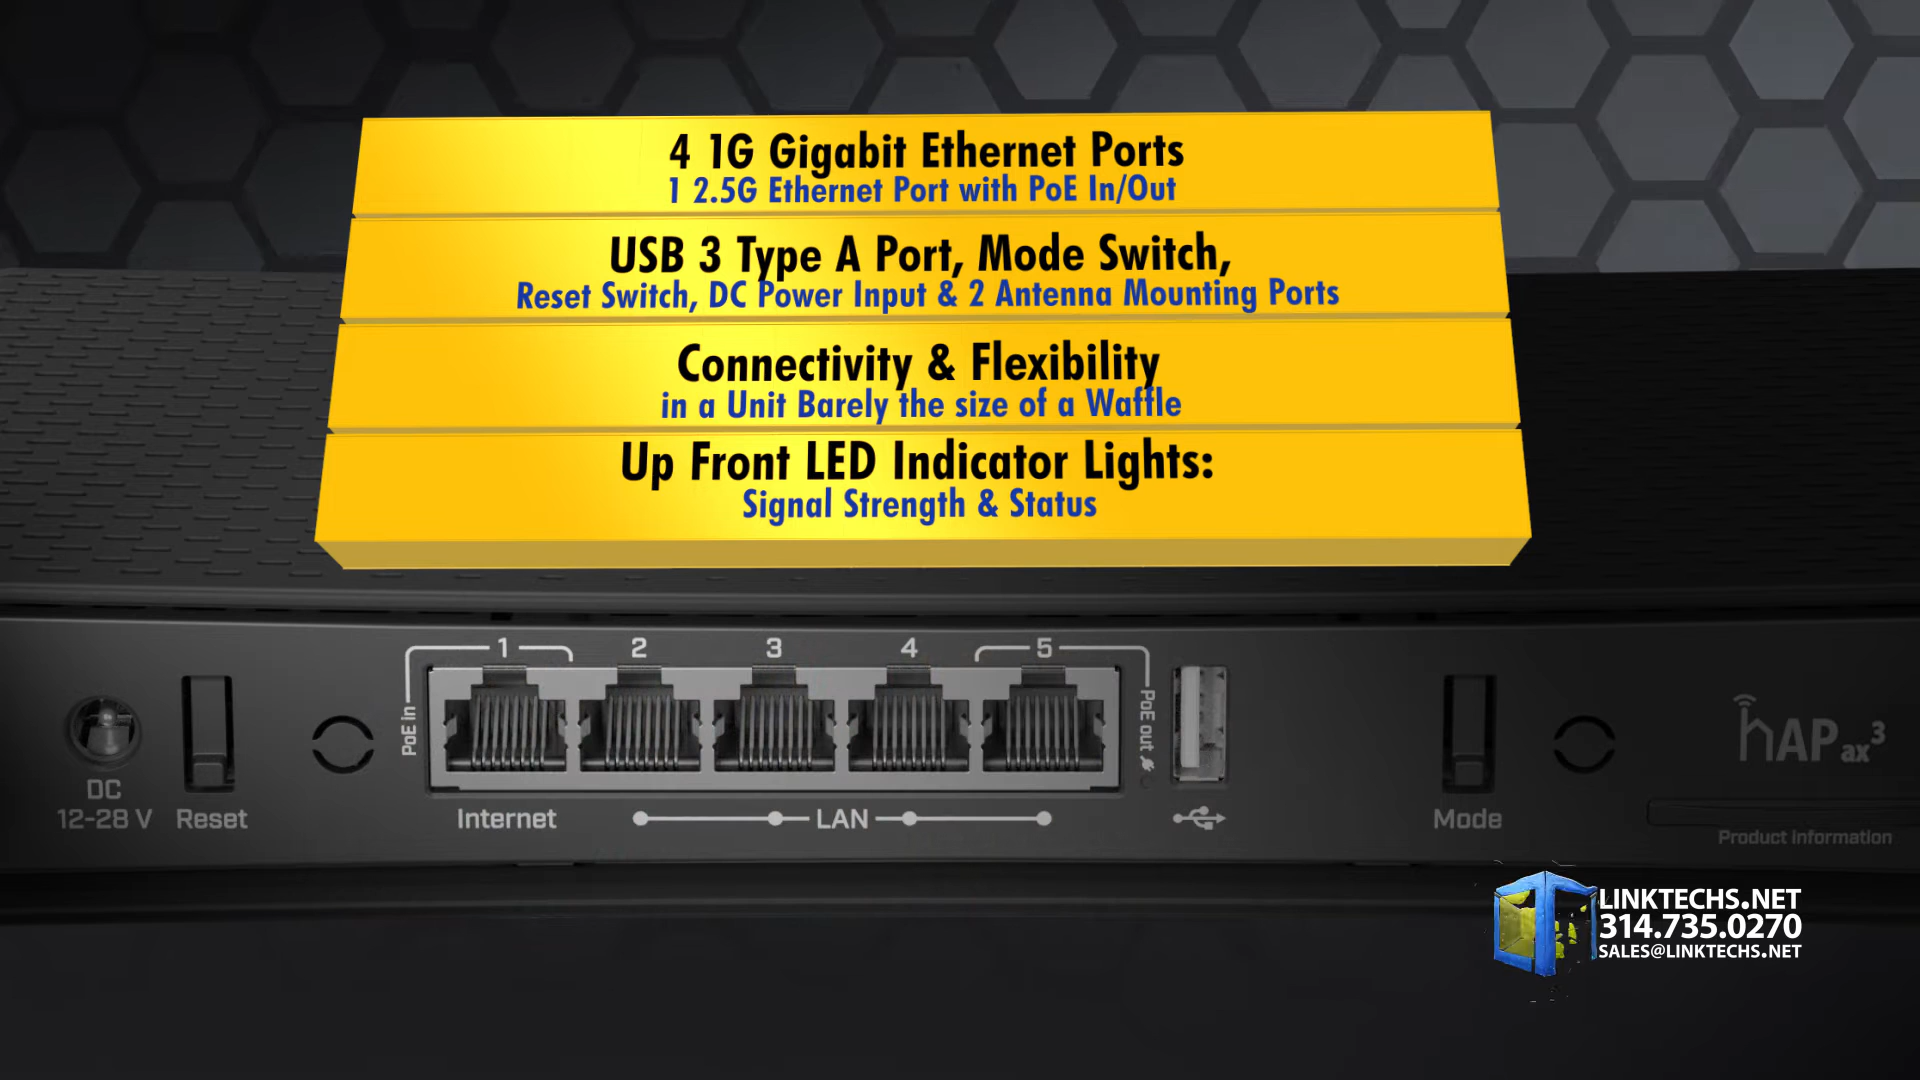 4 1G Gigabit Ethernet Ports
1 2.5G Ethernet Port with PoE In/Out
USB 3 Type A Port, Mode Switch,
Reset Switch, DC Power Input & 2 Antenna Mounting Ports
Connectivity & Flexibility
in a Unit Barely the size of a Waffle
Up Front LED Indicator Lights:
Signal Strength & Status
1 2 3 4 5
PoE in
PoE out
hAP ax³
DC
12-28 V
Reset
Internet
LAN
Mode
Product information
LINKTECHS.NET
314.735.0270
SALES@LINKTECHS.NET